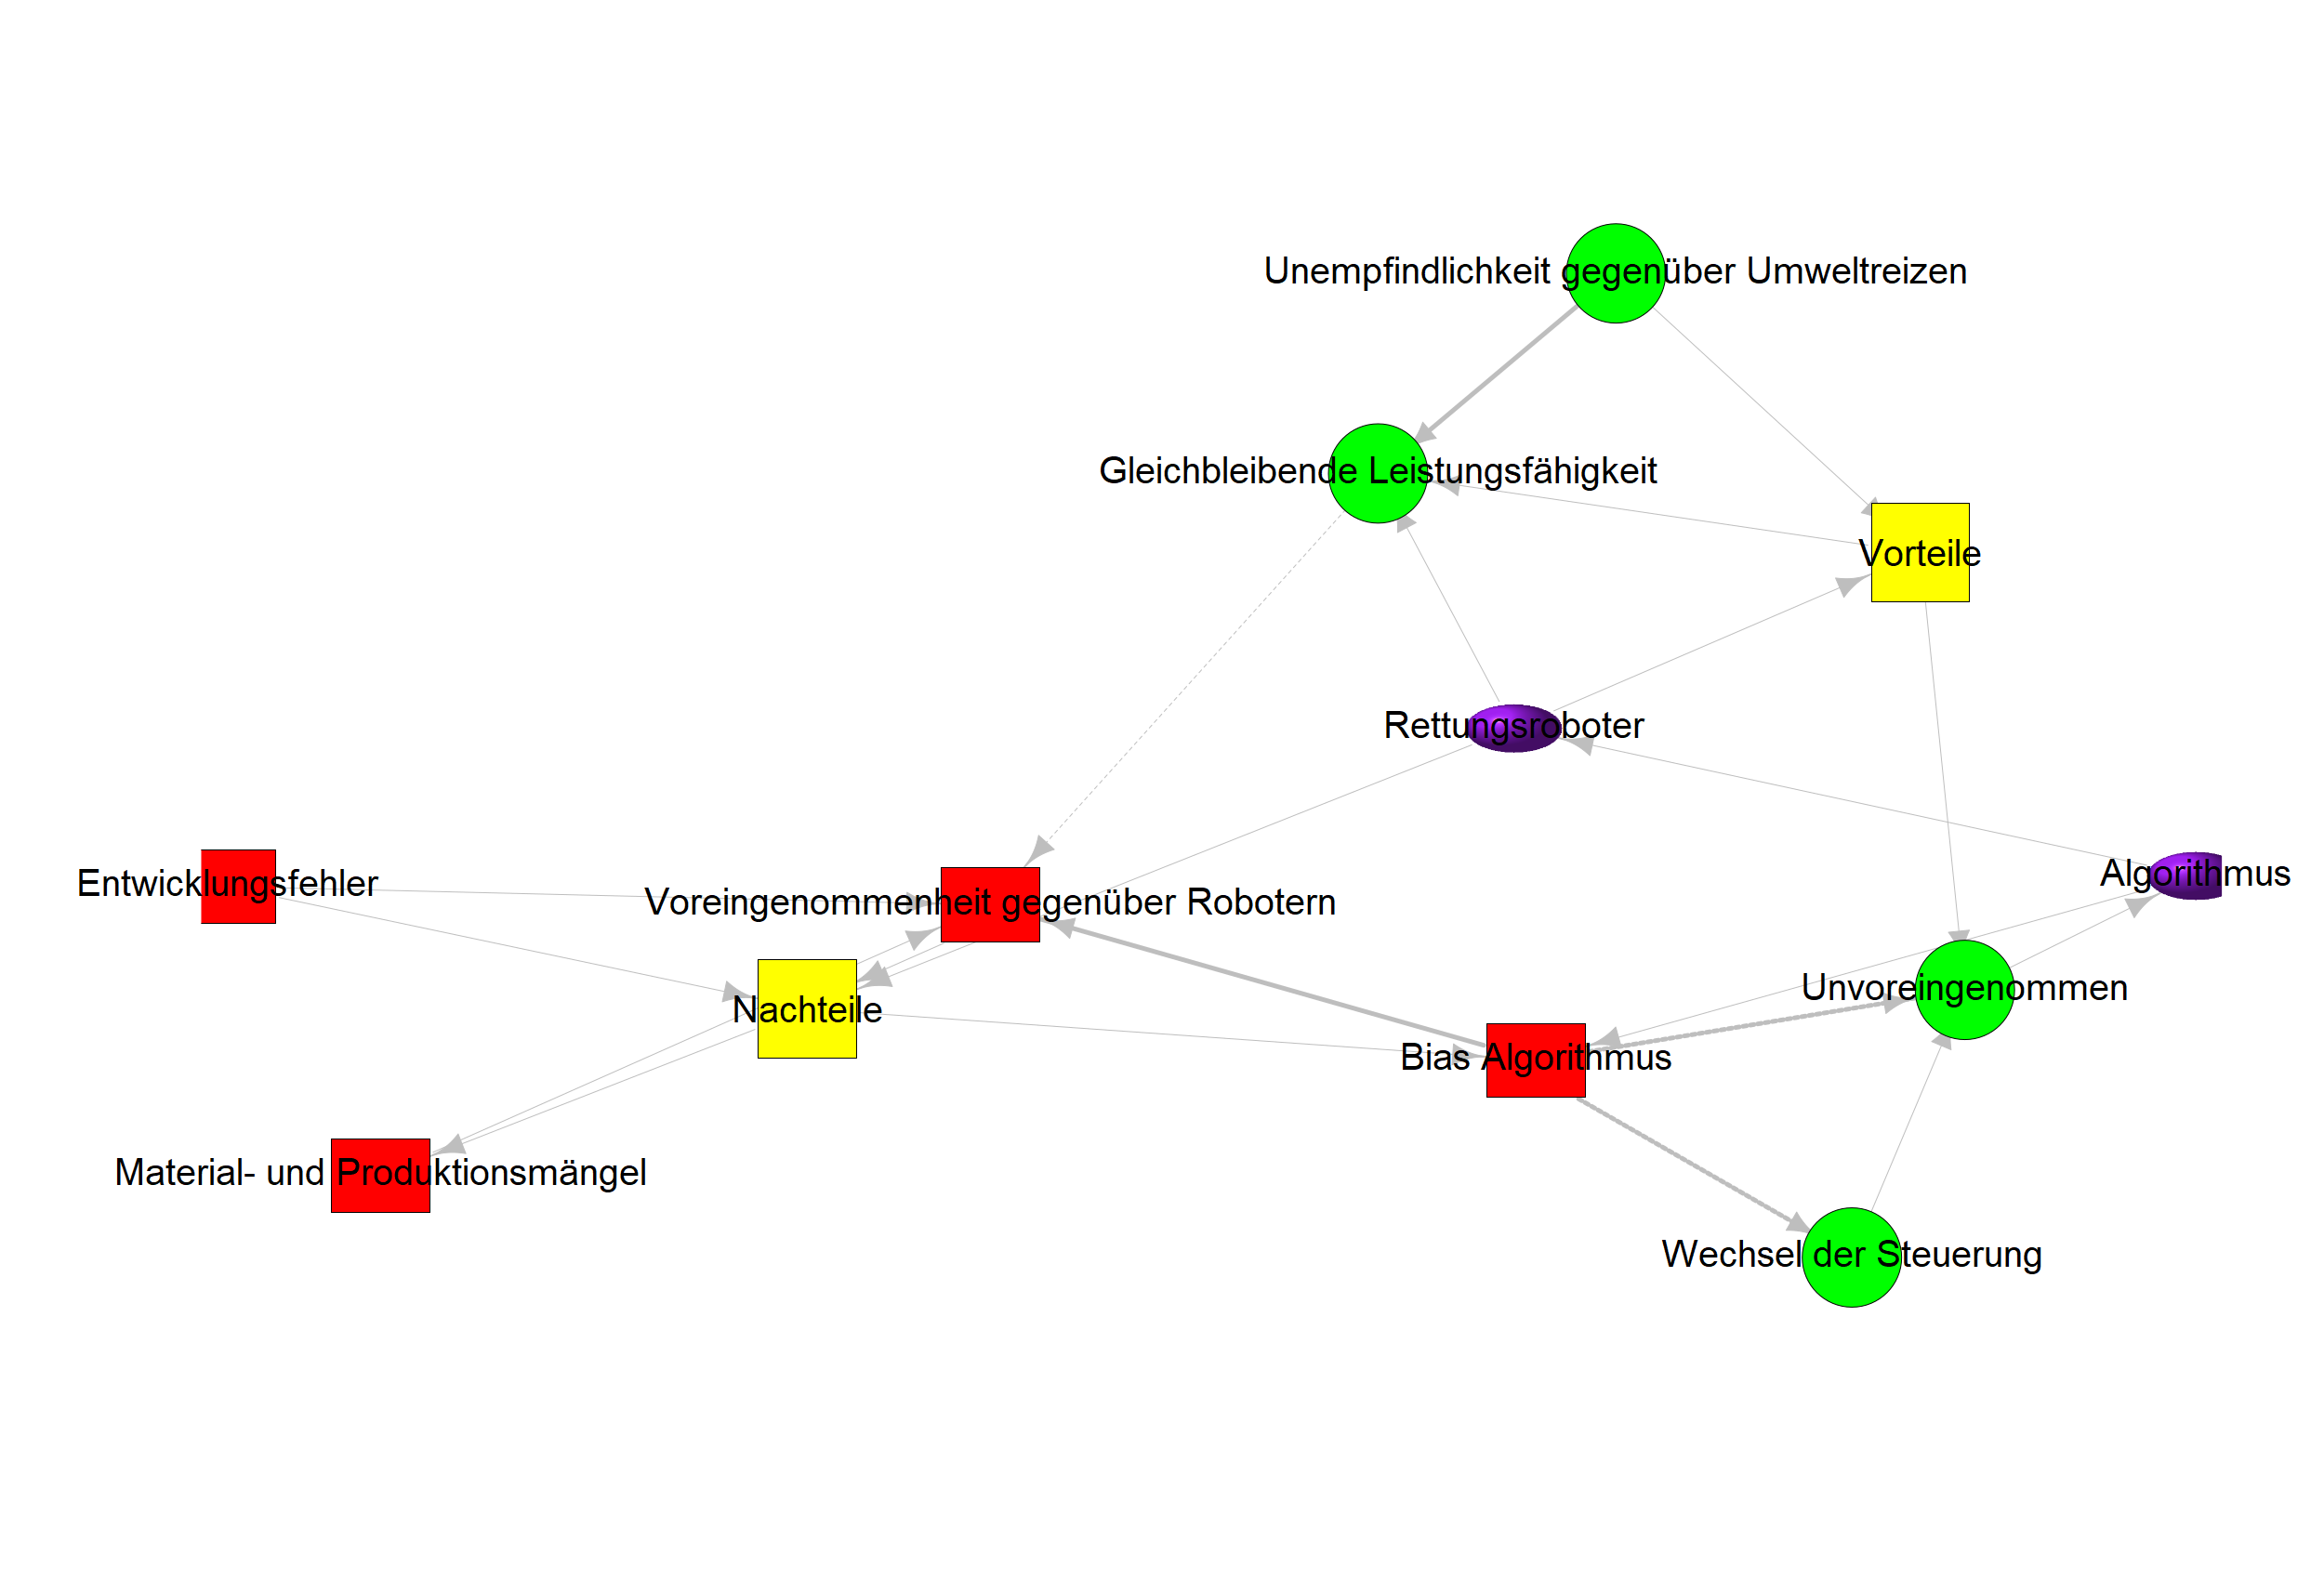 Unempfindlichkeit gegenüber Umweltreizen
Gleichbleibende Leistungsfähigkeit
Vorteile
Rettungsroboter
Algorithmus
Entwicklungsfehler
Voreingenommenheit gegenüber Robotern
Unvoreingenommen
Nachteile
Bias Algorithmus
Material- und Produktionsmängel
Wechsel der Steuerung